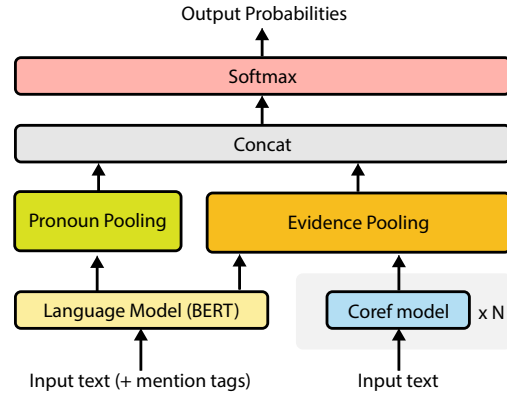 Output Probabilities
Softmax
Concat
Pronoun Pooling
Evidence Pooling
Language Model (BERT)
Coref model
x N
Input text (+ mention tags)
Input text